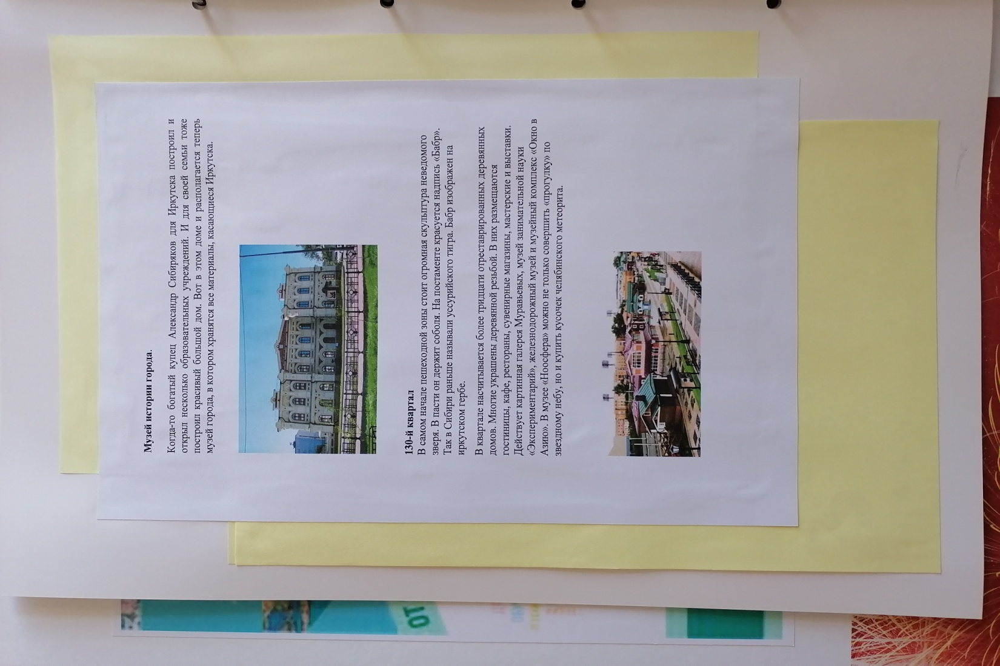 Музей истории города.
Когда-то богатый купец Александр Сибиряков для Иркутска построил и
открыл несколько образовательных учреждений. И для своей семьи тоже
построил красивый большой дом. Вот в этом доме и располагается теперь
музей города, в котором хранятся все материалы, касающиеся Иркутска.
130-й квартал
В самом начале пешеходной зоны стоит огромная скульптура неведомого
зверя. В пасти он держит соболя. На постаменте красуется надпись «Бабр».
Так в Сибири раньше называли уссурийского тигра. Бабр изображен на
иркутском гербе.
В квартале насчитывается более тридцати отреставрированных деревянных
домов. Многие украшены деревянной резьбой. В них размещаются
гостиницы, кафе, рестораны, сувенирные магазины, мастерские и выставки.
Действует картинная галерея Муравьевых, музей занимательной науки
«Экспериментарий», железнодорожный музей и музейный комплекс «Окно в
Азию». В музее «Ноосфера» можно не только совершить «прогулку» по
звездному небу, но и купить кусочек челябинского метеорита.
ОТ